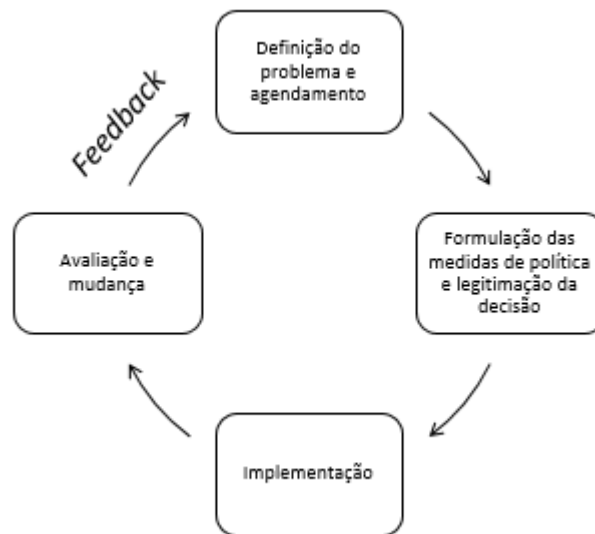 Definição do
problema e
agendamento
Feedback
Formulação das
medidas de política
e legitimação da
decisão
Avaliação e
mudança
Implementação